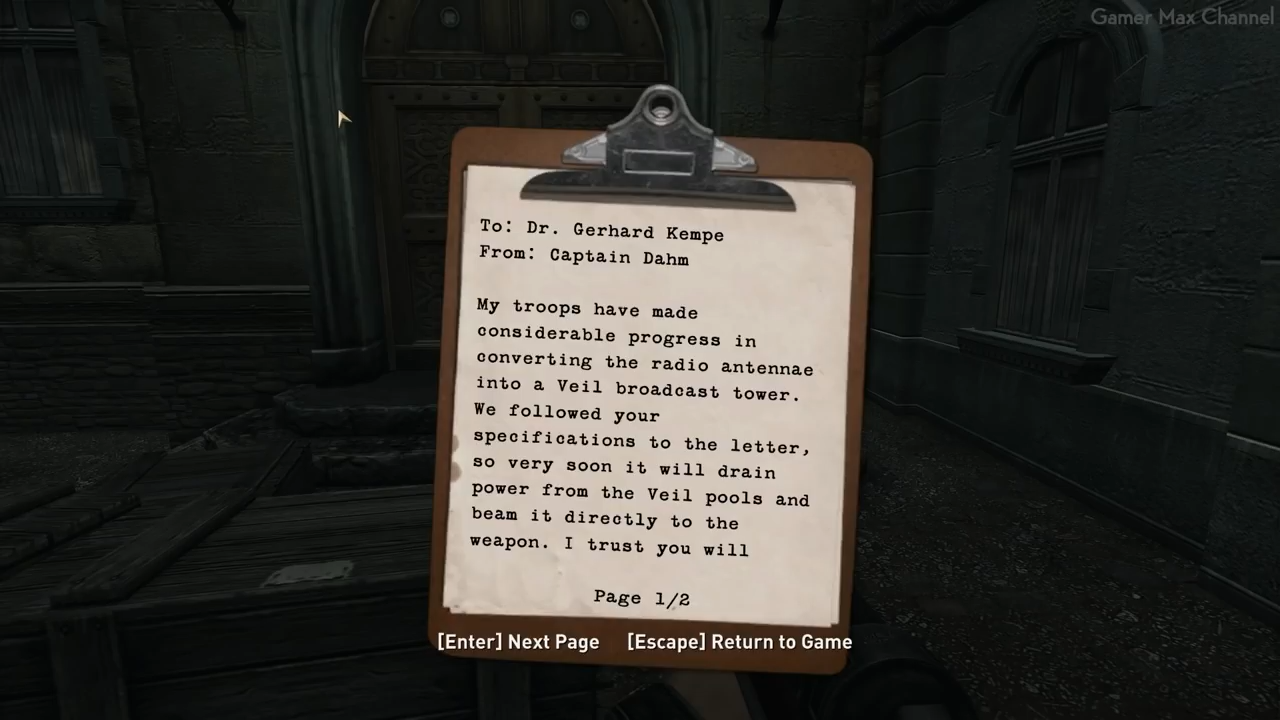 Gamer Max Channel
To: Dr. Gerhard Kempe
From: Captain Dahm
My troops have made
considerable progress in
converting the radio antennae
into a Veil broadcast tower.
We followed your
specifications to the letter,
so very soon it will drain
power from the Veil pools and
beam it directly to the
weapon. I trust you will
Page 1/2
[Enter] Next Page [Escape] Return to Game